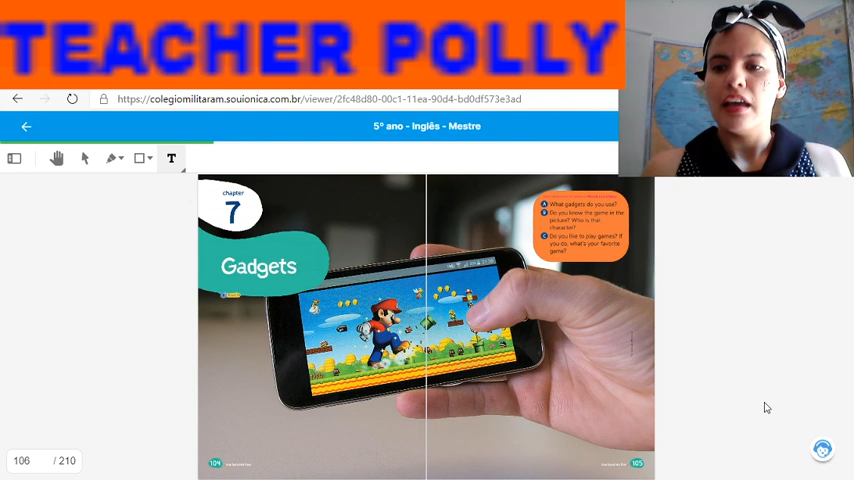 TEACHER POLLY
https://colegiomilitaram.souionica.com.br/viewer/2fc48d80-00c1-11ea-90d4-bd0df573e3ad
5º ano - Inglês - Mestre
T
chapter
7
Gadgets
A What gadgets do you use?
B Do you know the game in the
picture? Who is that
character?
C Do you like to play games? If
you do, what's your favorite
game?
104
105
106 / 210